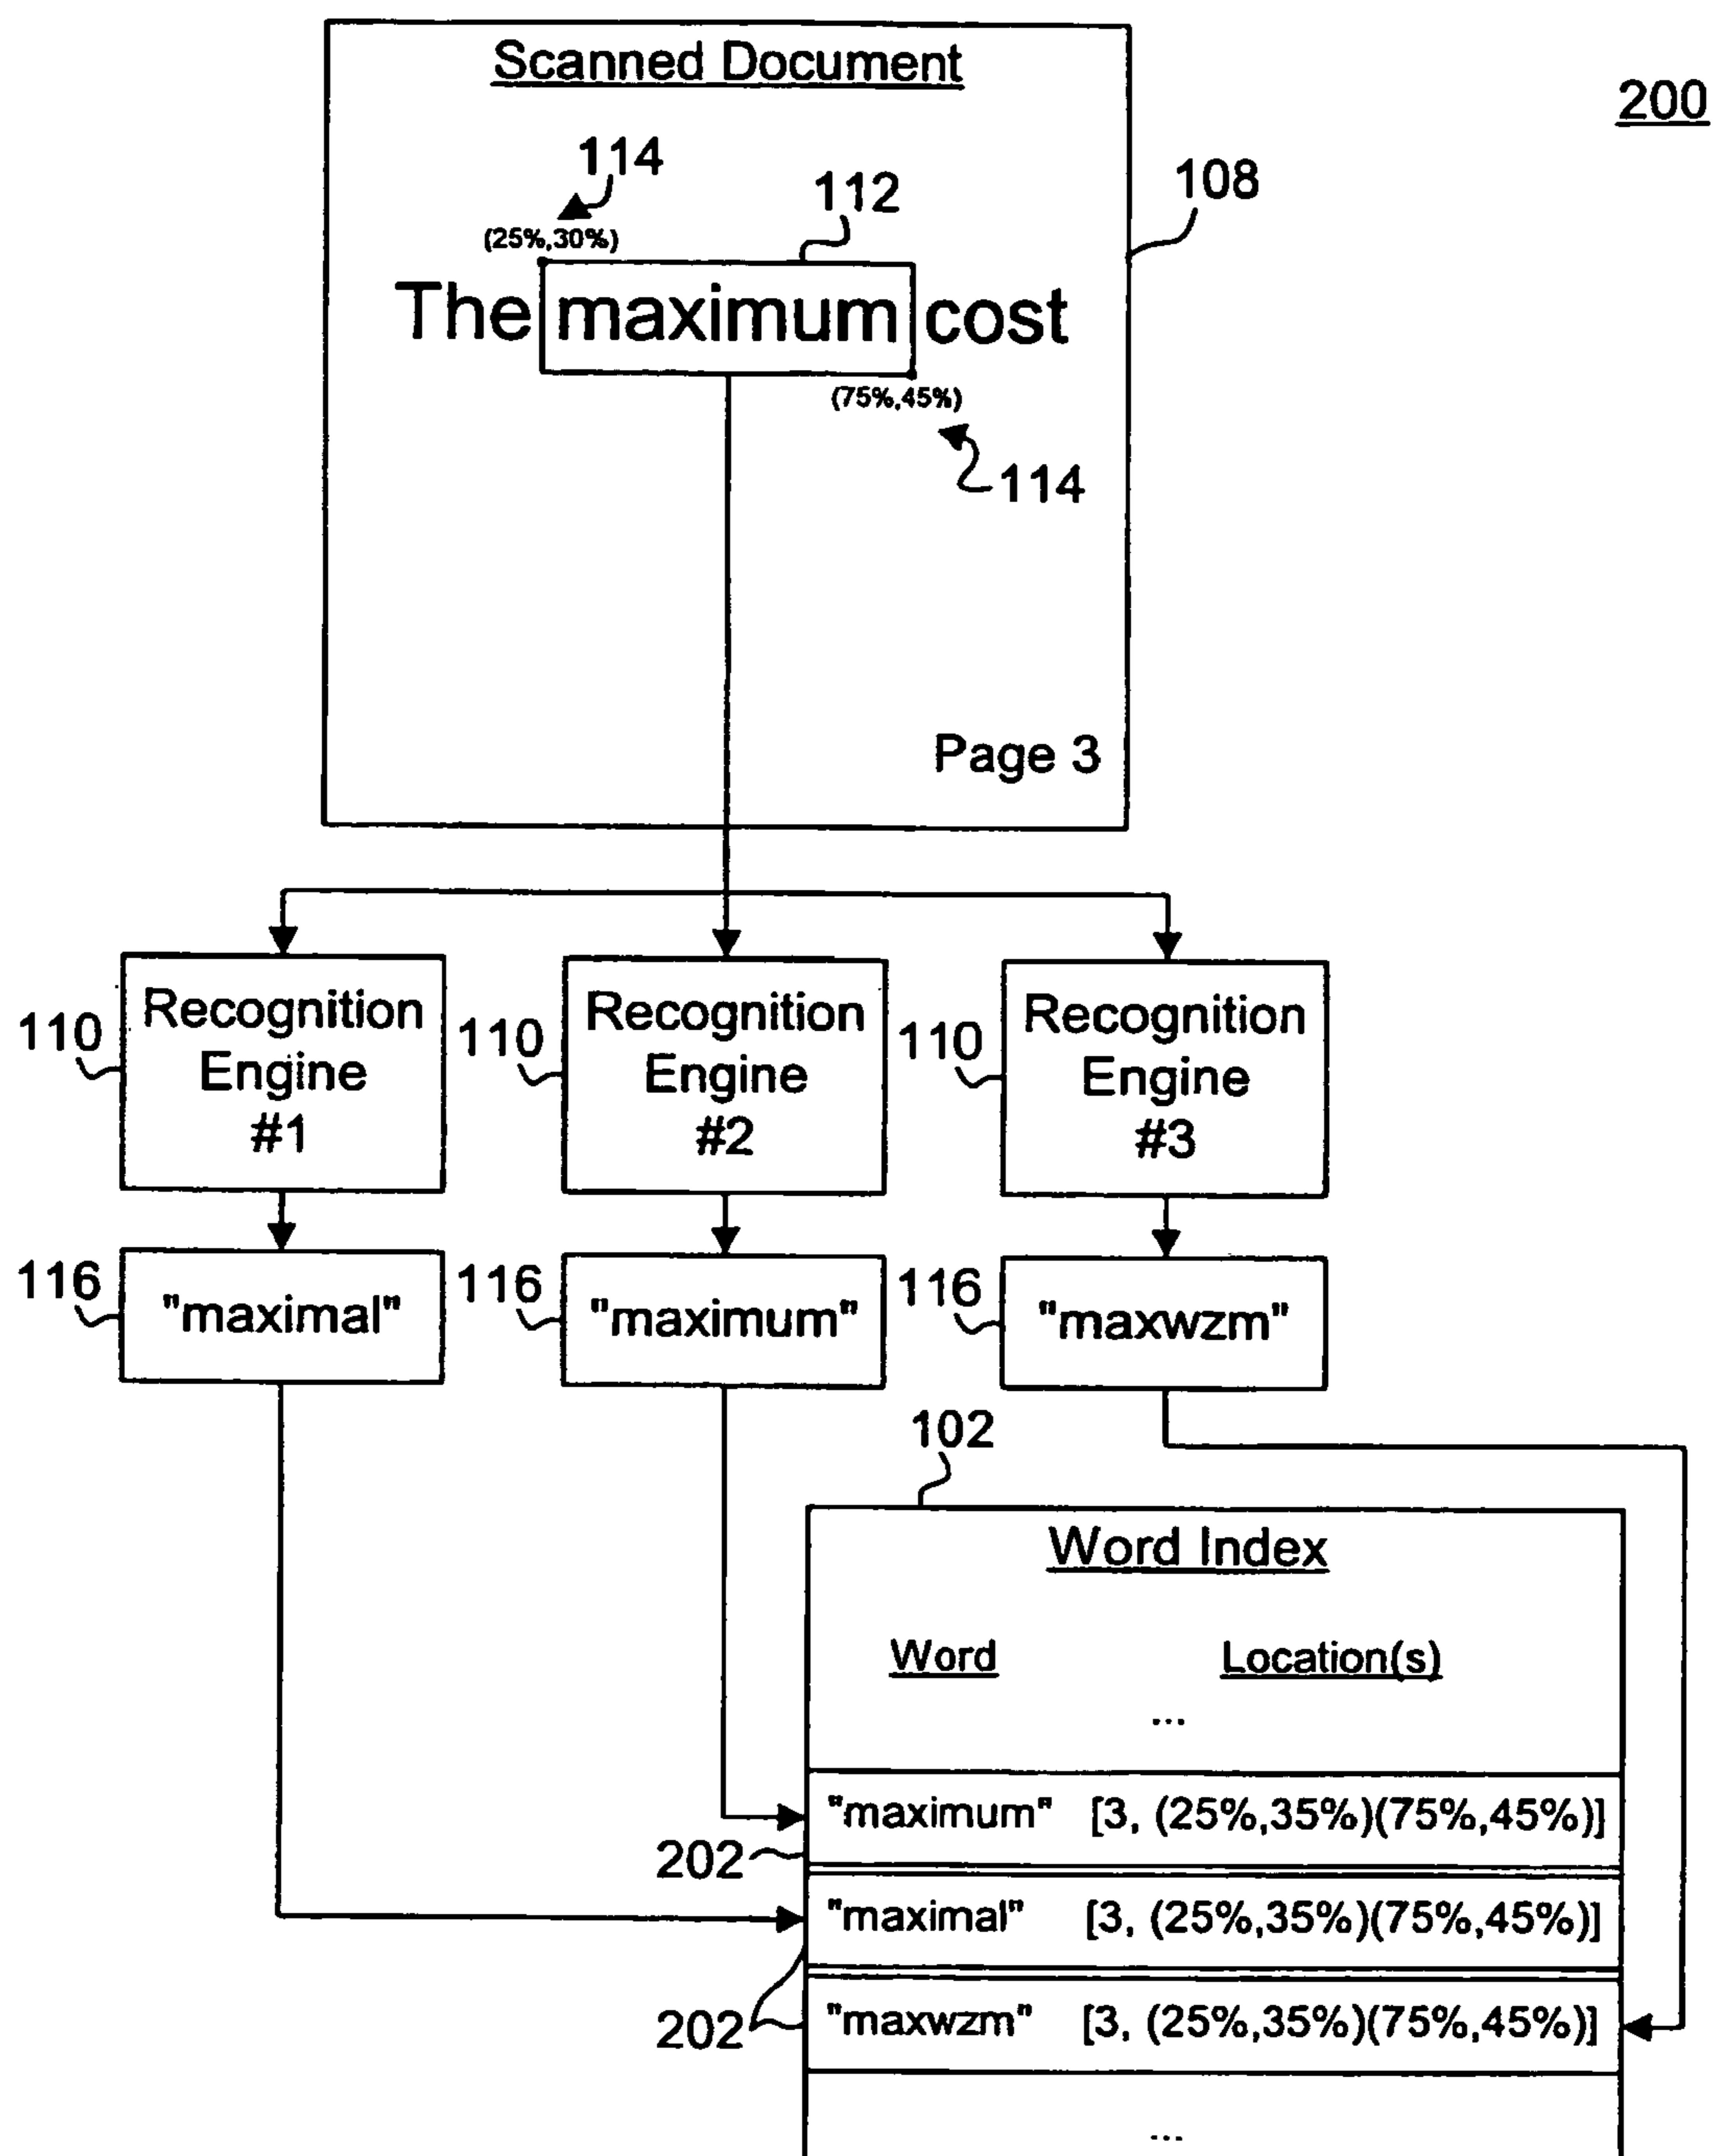 Scanned Document
200
114
112
108
(25%,30%)
The maximum cost
(75%,45%)
114
Page 3
110 Recognition Engine #1
110 Recognition Engine #2
110 Recognition Engine #3
116 "maximal"
116 "maximum"
116 "maxwzm"
102
Word Index
Word Location(s)
...
"maximum" [3, (25%,35%)(75%,45%)]
202
"maximal" [3, (25%,35%)(75%,45%)]
202
"maxwzm" [3, (25%,35%)(75%,45%)]
...